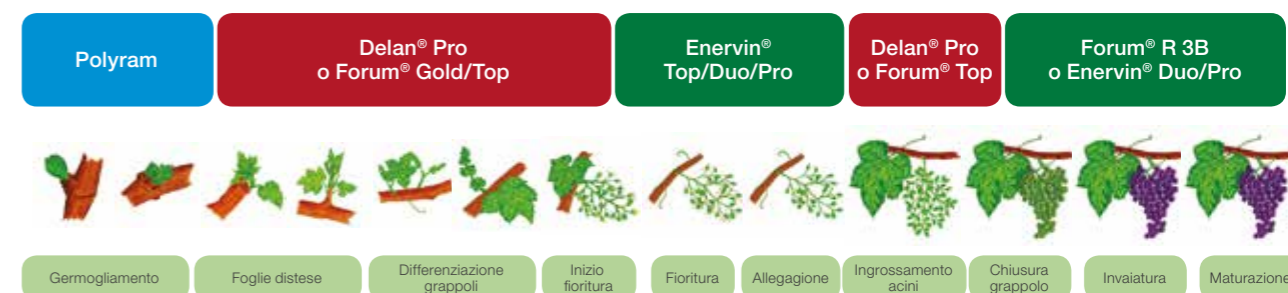 Polyram
Delan® Pro
o Forum® Gold/Top
Enervin®
Top/Duo/Pro
Delan® Pro
o Forum® Top
Forum® R 3B
o Enervin® Duo/Pro
Germogliamento
Foglie distese
Differenziazione
grappoli
Inizio
fioritura
Fioritura
Allegagione
Ingrossamento
acini
Chiusura
grappolo
Invaiatura
Maturazione